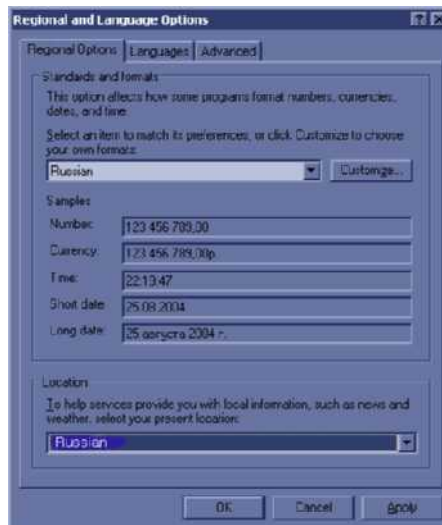 Regional and Language Options
Regional Options Languages Advanced
Standards and formats
This option affects how some programs format numbers, currencies,
dates, and time.
Select an item to match its preferences, or click Customize to choose
your own formats:
Russian Customize...
Samples
Number: 123 456 789,00
Currency: 123 456 789,00р.
Time: 22:19:47
Short date: 25.08.2004
Long date: 25 августа 2004 г.
Location
To help services provide you with local information, such as news and
weather, select your present location:
Russian
OK Cancel Apply